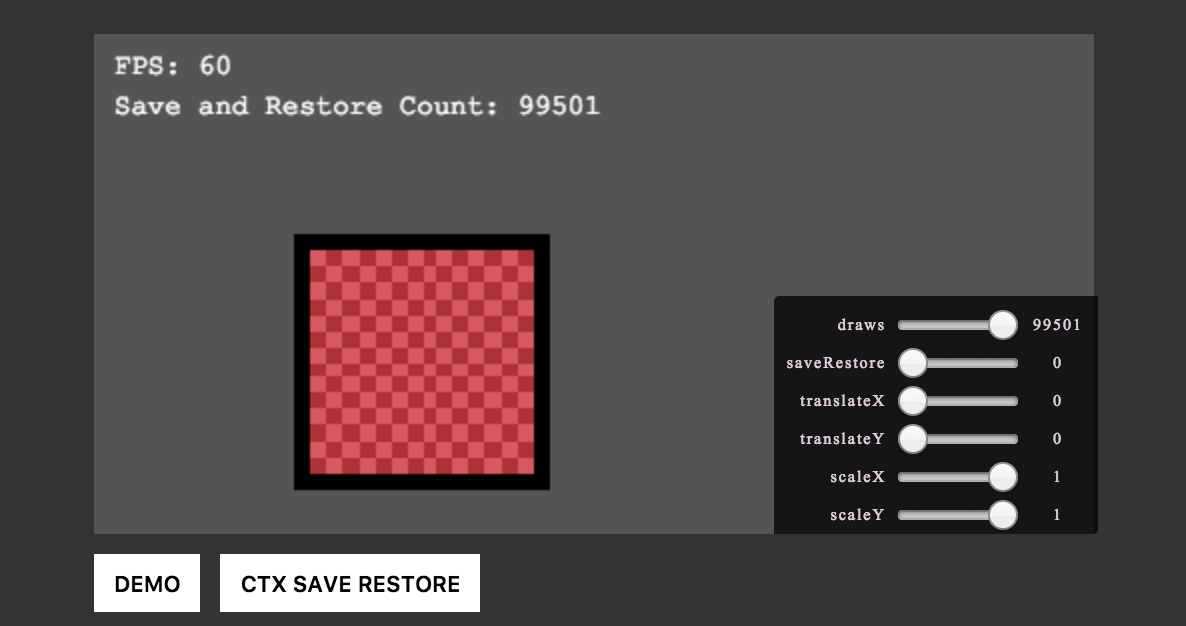 FPS: 60
Save and Restore Count: 99501
draws 99501
saveRestore 0
translateX 0
translateY 0
scaleX 1
scaleY 1
DEMO CTX SAVE RESTORE